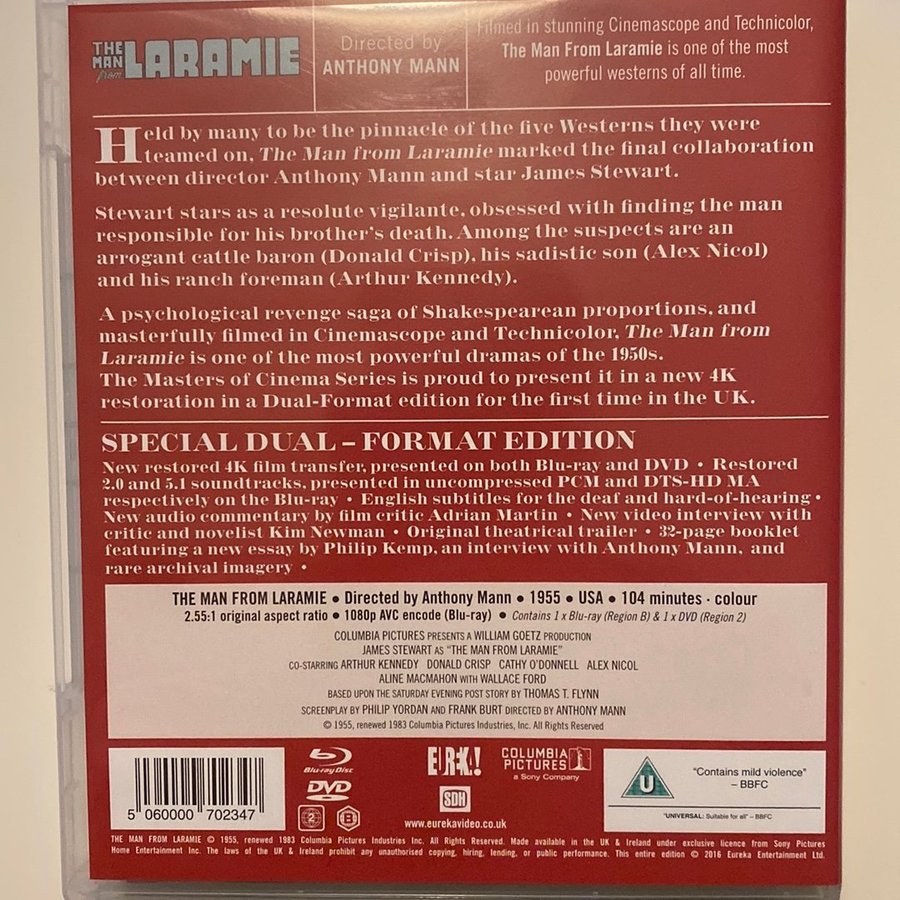 THE MAN from LARAMIE
Directed by
ANTHONY MANN
Filmed in stunning Cinemascope and Technicolor,
The Man From Laramie is one of the most
powerful westerns of all time.
Held by many to be the pinnacle of the five Westerns they were
teamed on, The Man from Laramie marked the final collaboration
between director Anthony Mann and star James Stewart.
Stewart stars as a resolute vigilante, obsessed with finding the man
responsible for his brother's death. Among the suspects are an
arrogant cattle baron (Donald Crisp), his sadistic son (Alex Nicol)
and his ranch foreman (Arthur Kennedy).
A psychological revenge saga of Shakespearean proportions, and
masterfully filmed in Cinemascope and Technicolor, The Man from
Laramie is one of the most powerful dramas of the 1950s.
The Masters of Cinema Series is proud to present it in a new 4K
restoration in a Dual-Format edition for the first time in the UK.
SPECIAL DUAL – FORMAT EDITION
New restored 4K film transfer, presented on both Blu-ray and DVD • Restored
2.0 and 5.1 soundtracks, presented in uncompressed PCM and DTS-HD MA
respectively on the Blu-ray • English subtitles for the deaf and hard-of-hearing •
New audio commentary by film critic Adrian Martin • New video interview with
critic and novelist Kim Newman • Original theatrical trailer • 32-page booklet
featuring a new essay by Philip Kemp, an interview with Anthony Mann, and
rare archival imagery •
THE MAN FROM LARAMIE • Directed by Anthony Mann • 1955 • USA • 104 minutes · colour
2.55:1 original aspect ratio • 1080p AVC encode (Blu-ray) • Contains 1 x Blu-ray (Region B) & 1 x DVD (Region 2)
COLUMBIA PICTURES PRESENTS A WILLIAM GOETZ PRODUCTION
JAMES STEWART AS "THE MAN FROM LARAMIE"
CO-STARRING ARTHUR KENNEDY DONALD CRISP CATHY O'DONNELL ALEX NICOL
ALINE MACMAHON WITH WALLACE FORD
BASED UPON THE SATURDAY EVENING POST STORY BY THOMAS T. FLYNN
SCREENPLAY BY PHILIP YORDAN AND FRANK BURT DIRECTED BY ANTHONY MANN
© 1955, renewed 1983 Columbia Pictures Industries, Inc. All Rights Reserved
5 060000 702347
Blu-ray Disc
DVD
2
B
EUREKA!
SDH
COLUMBIA
PICTURES
a Sony Company
www.eurekavideo.co.uk
U
"Contains mild violence"
– BBFC
"UNIVERSAL: Suitable for all" – BBFC
THE MAN FROM LARAMIE © 1955, renewed 1983 Columbia Pictures Industries Inc. All Rights Reserved. Made available in the UK & Ireland under exclusive licence from Sony Pictures
Home Entertainment Inc. The laws of the UK & Ireland prohibit any unauthorised copying, hiring, lending, or public performance. This entire edition © 2016 Eureka Entertainment Ltd.